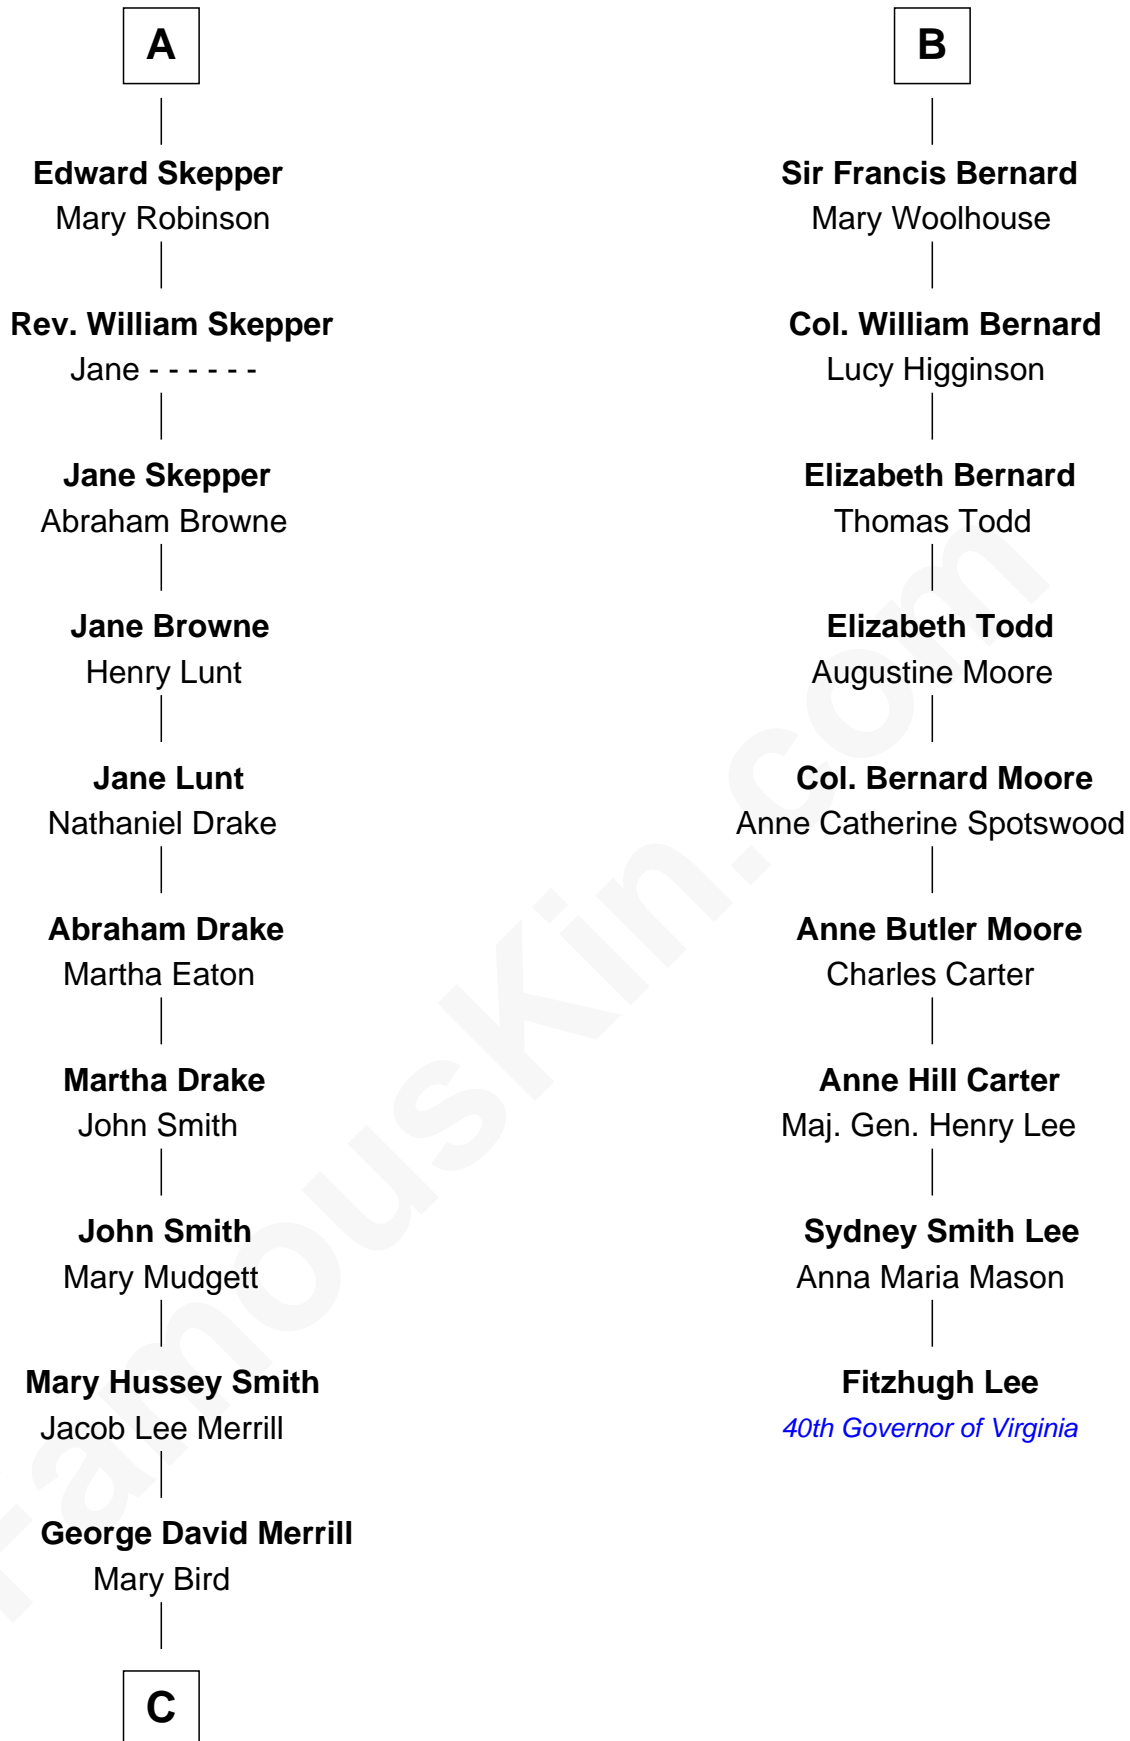 A
Edward Skepper
Mary Robinson
Rev. William Skepper
Jane - - - - - -
Jane Skepper
Abraham Browne
Jane Browne
Henry Lunt
Jane Lunt
Nathaniel Drake
Abraham Drake
Martha Eaton
Martha Drake
John Smith
John Smith
Mary Mudgett
Mary Hussey Smith
Jacob Lee Merrill
George David Merrill
Mary Bird
C
B
Sir Francis Bernard
Mary Woolhouse
Col. William Bernard
Lucy Higginson
Elizabeth Bernard
Thomas Todd
Elizabeth Todd
Augustine Moore
Col. Bernard Moore
Anne Catherine Spotswood
Anne Butler Moore
Charles Carter
Anne Hill Carter
Maj. Gen. Henry Lee
Sydney Smith Lee
Anna Maria Mason
Fitzhugh Lee
40th Governor of Virginia
FamousKin.com